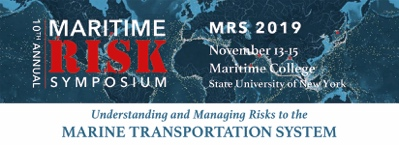 10TH ANNUAL
MARITIME
RISK
SYMPOSIUM
MRS 2019
November 13-15
Maritime College
State University of New York
Understanding and Managing Risks to the
MARINE TRANSPORTATION SYSTEM